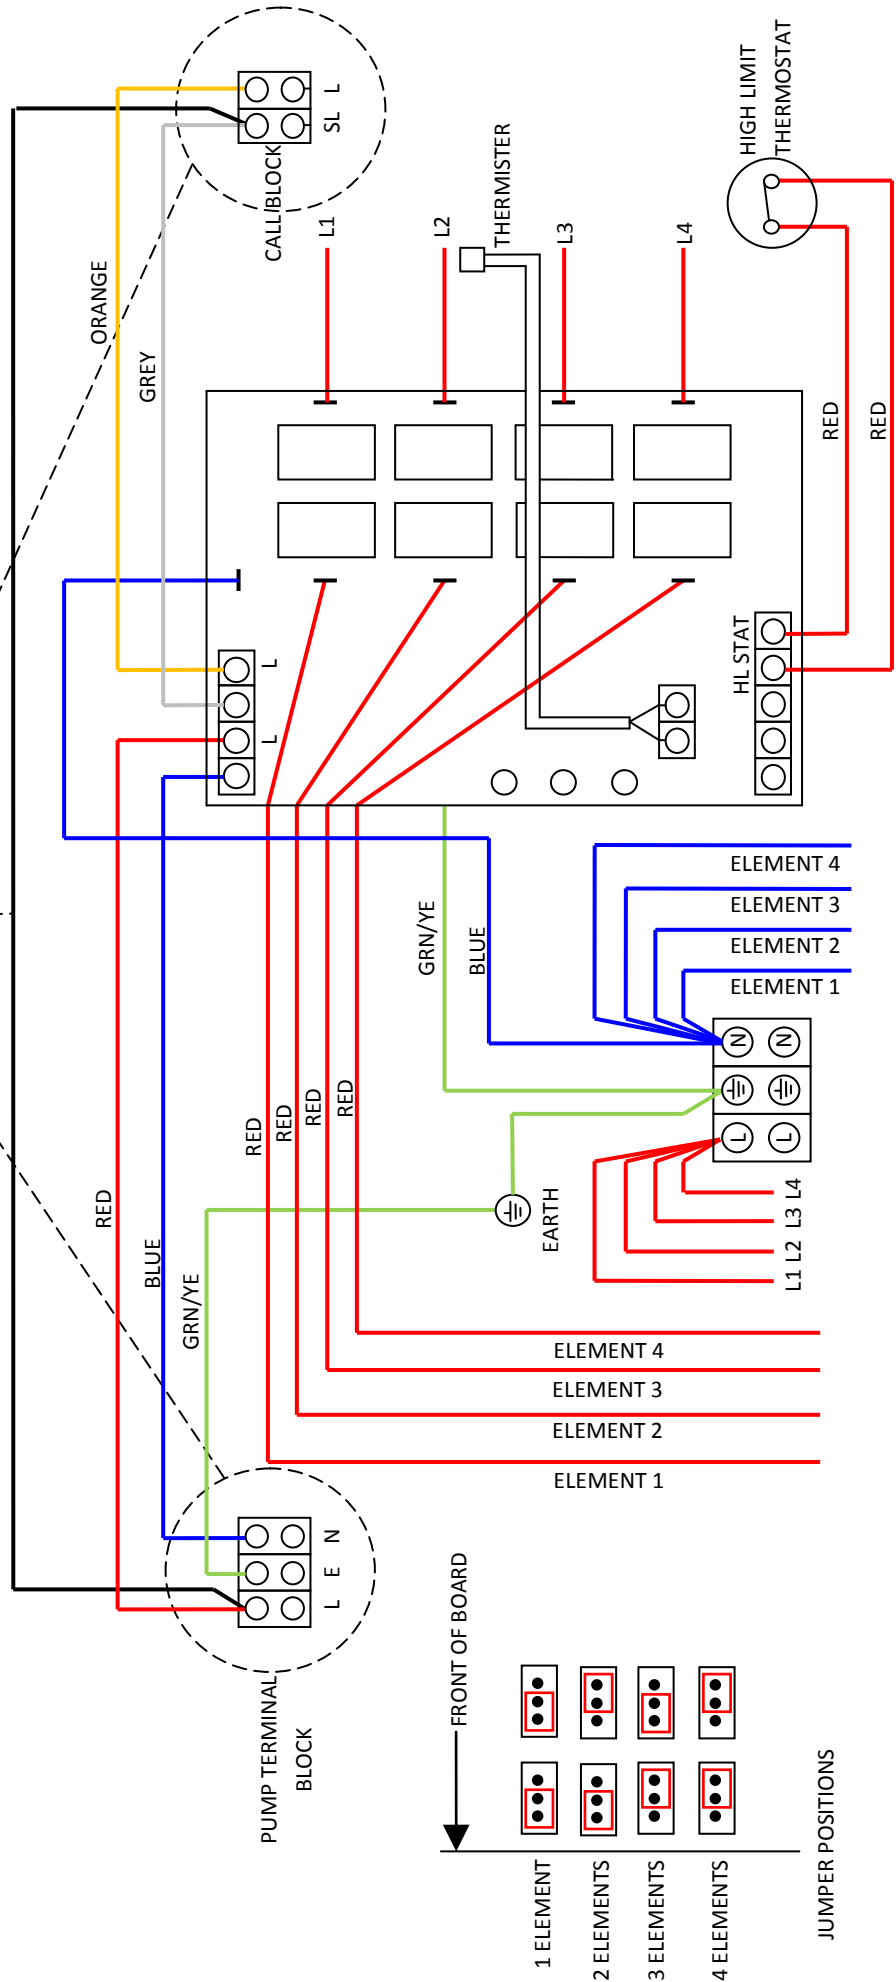 PUMP TERMINAL
BLOCK
L
E
N
RED
BLUE
GRN/YE
ORANGE
GREY
CALL/BLOCK
SL
L
L
L
RED
RED
RED
RED
GRN/YE
BLUE
L1
L2
L3
L4
THERMISTER
HIGH LIMIT
THERMOSTAT
HL STAT
RED
RED
EARTH
ELEMENT 4
ELEMENT 3
ELEMENT 2
ELEMENT 1
ELEMENT 4
ELEMENT 3
ELEMENT 2
ELEMENT 1
L
N
L
N
L1 L2 L3 L4
FRONT OF BOARD
1 ELEMENT
2 ELEMENTS
3 ELEMENTS
4 ELEMENTS
JUMPER POSITIONS